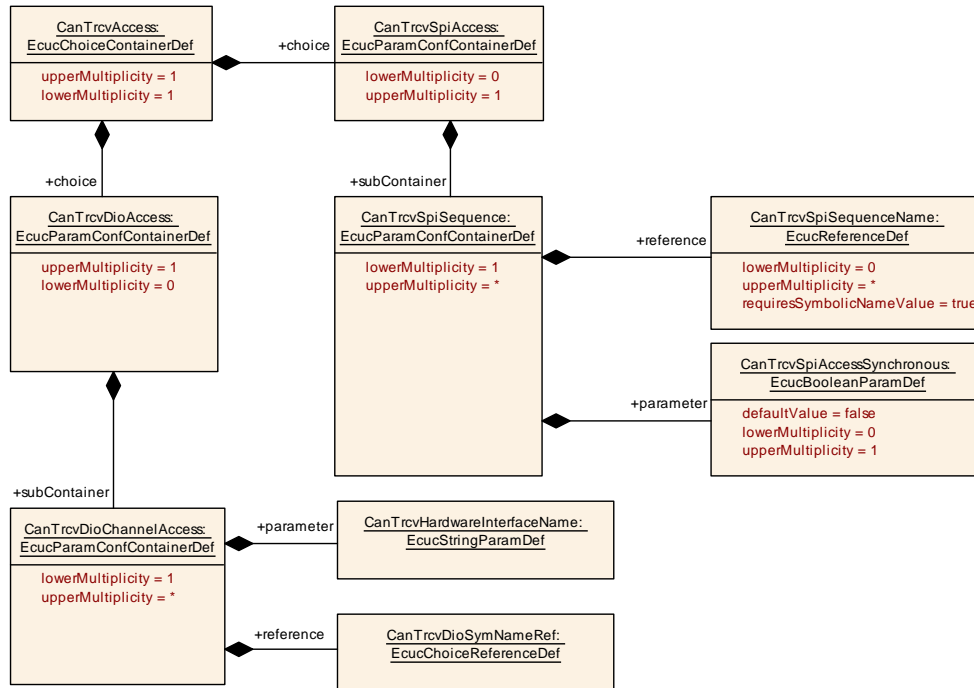 CanTrcvAccess:
EcucChoiceContainerDef
upperMultiplicity = 1
lowerMultiplicity = 1
+choice
CanTrcvSpiAccess:
EcucParamConfContainerDef
lowerMultiplicity = 0
upperMultiplicity = 1
+choice
+subContainer
CanTrcvDioAccess:
EcucParamConfContainerDef
upperMultiplicity = 1
lowerMultiplicity = 0
CanTrcvSpiSequence:
EcucParamConfContainerDef
lowerMultiplicity = 1
upperMultiplicity = *
+reference
CanTrcvSpiSequenceName:
EcucReferenceDef
lowerMultiplicity = 0
upperMultiplicity = *
requiresSymbolicNameValue = true
+parameter
CanTrcvSpiAccessSynchronous:
EcucBooleanParamDef
defaultValue = false
lowerMultiplicity = 0
upperMultiplicity = 1
+subContainer
CanTrcvDioChannelAccess:
EcucParamConfContainerDef
lowerMultiplicity = 1
upperMultiplicity = *
+parameter
CanTrcvHardwareInterfaceName:
EcucStringParamDef
+reference
CanTrcvDioSymNameRef:
EcucChoiceReferenceDef